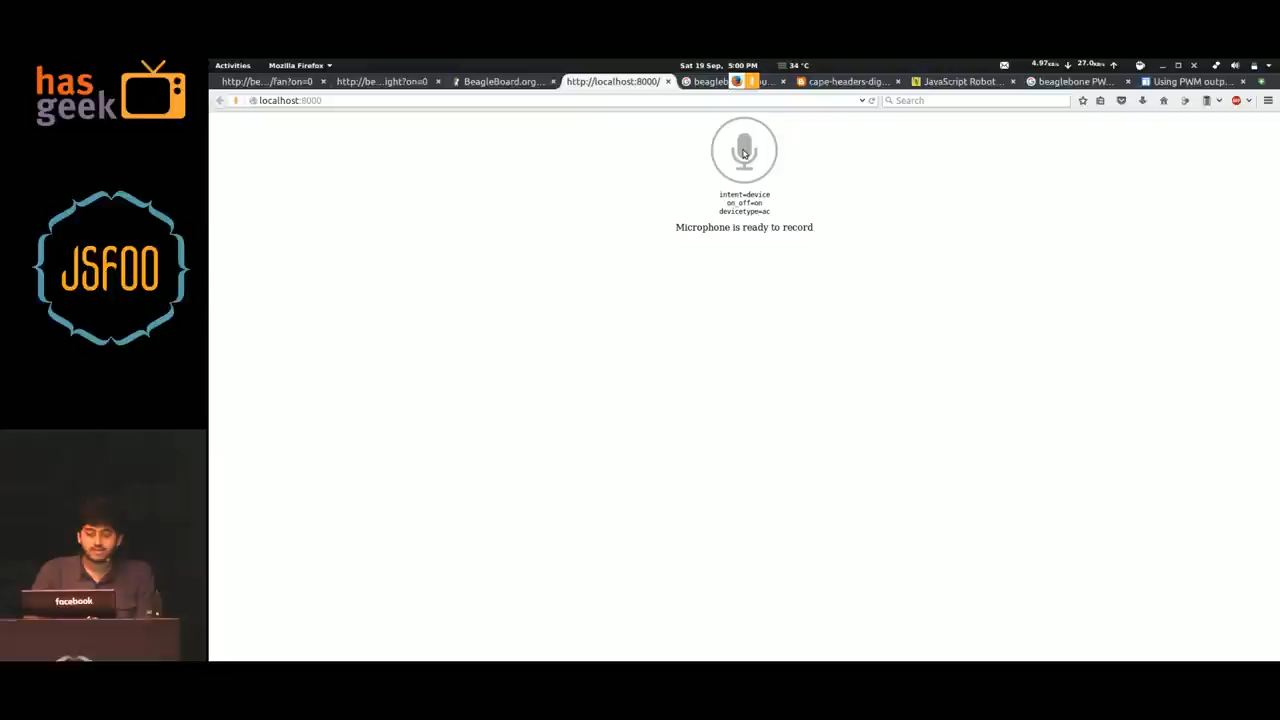 has
geek
JSFOO
facebook
Activities
Mozilla Firefox
Sat 19 Sep, 5:00 PM
34 °C
http://be.../fan?on=0
http://be...ight?on=0
BeagleBoard.org...
http://localhost:8000/
beagleb
cape-headers-dig...
JavaScript Robot...
beaglebone PW...
Using PWM outp...
localhost:8000
Search
intent=device
on_off=on
devicetype=ac
Microphone is ready to record